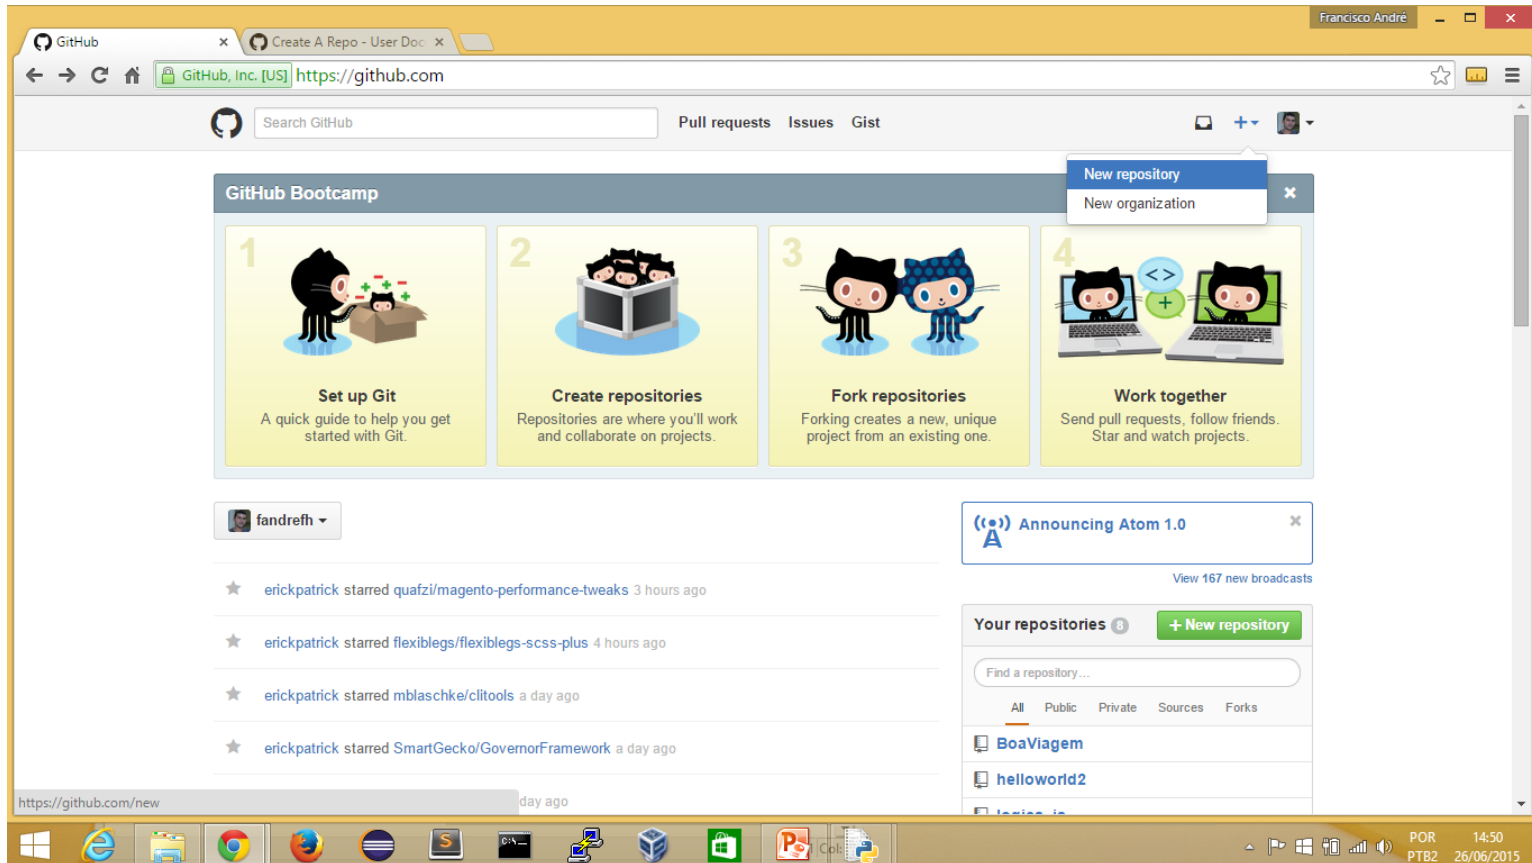 Francisco André
GitHub
Create A Repo - User Doc
GitHub, Inc. [US] https://github.com
Search GitHub
Pull requests Issues Gist
New repository
New organization
GitHub Bootcamp
1
Set up Git
A quick guide to help you get
started with Git.
2
Create repositories
Repositories are where you'll work
and collaborate on projects.
3
Fork repositories
Forking creates a new, unique
project from an existing one.
4
Work together
Send pull requests, follow friends.
Star and watch projects.
fandrefh
erickpatrick starred quafzi/magento-performance-tweaks 3 hours ago
erickpatrick starred flexiblegs/flexiblegs-scss-plus 4 hours ago
erickpatrick starred mblaschke/clitools a day ago
erickpatrick starred SmartGecko/GovernorFramework a day ago
day ago
Announcing Atom 1.0
View 167 new broadcasts
Your repositories 8
+ New repository
Find a repository...
All Public Private Sources Forks
BoaViagem
helloworld2
https://github.com/new
Col:
POR
PTB2
14:50
26/06/2015